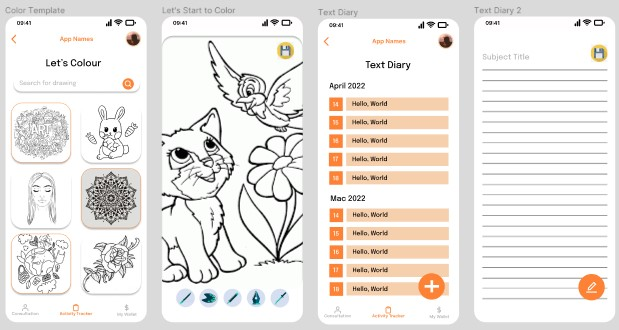 Color Template
09:41
App Names
Let's Colour
Search for drawing
ART
Consultation
Activity Tracker
My Wallet
Let's Start to Color
09:41
Text Diary
09:41
App Names
Text Diary
April 2022
14 Hello, World
15 Hello, World
16 Hello, World
17 Hello, World
18 Hello, World
Mac 2022
14 Hello, World
15 Hello, World
16 Hello, World
17 Hello, World
18 Hello, World
Consultation
Activity Tracker
My Wallet
Text Diary 2
09:41
Subject Title